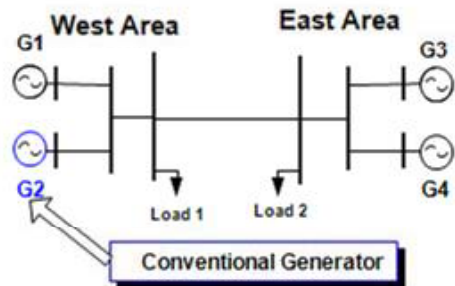 West Area
East Area
G1
G3
G2
G4
Load 1
Load 2
Conventional Generator